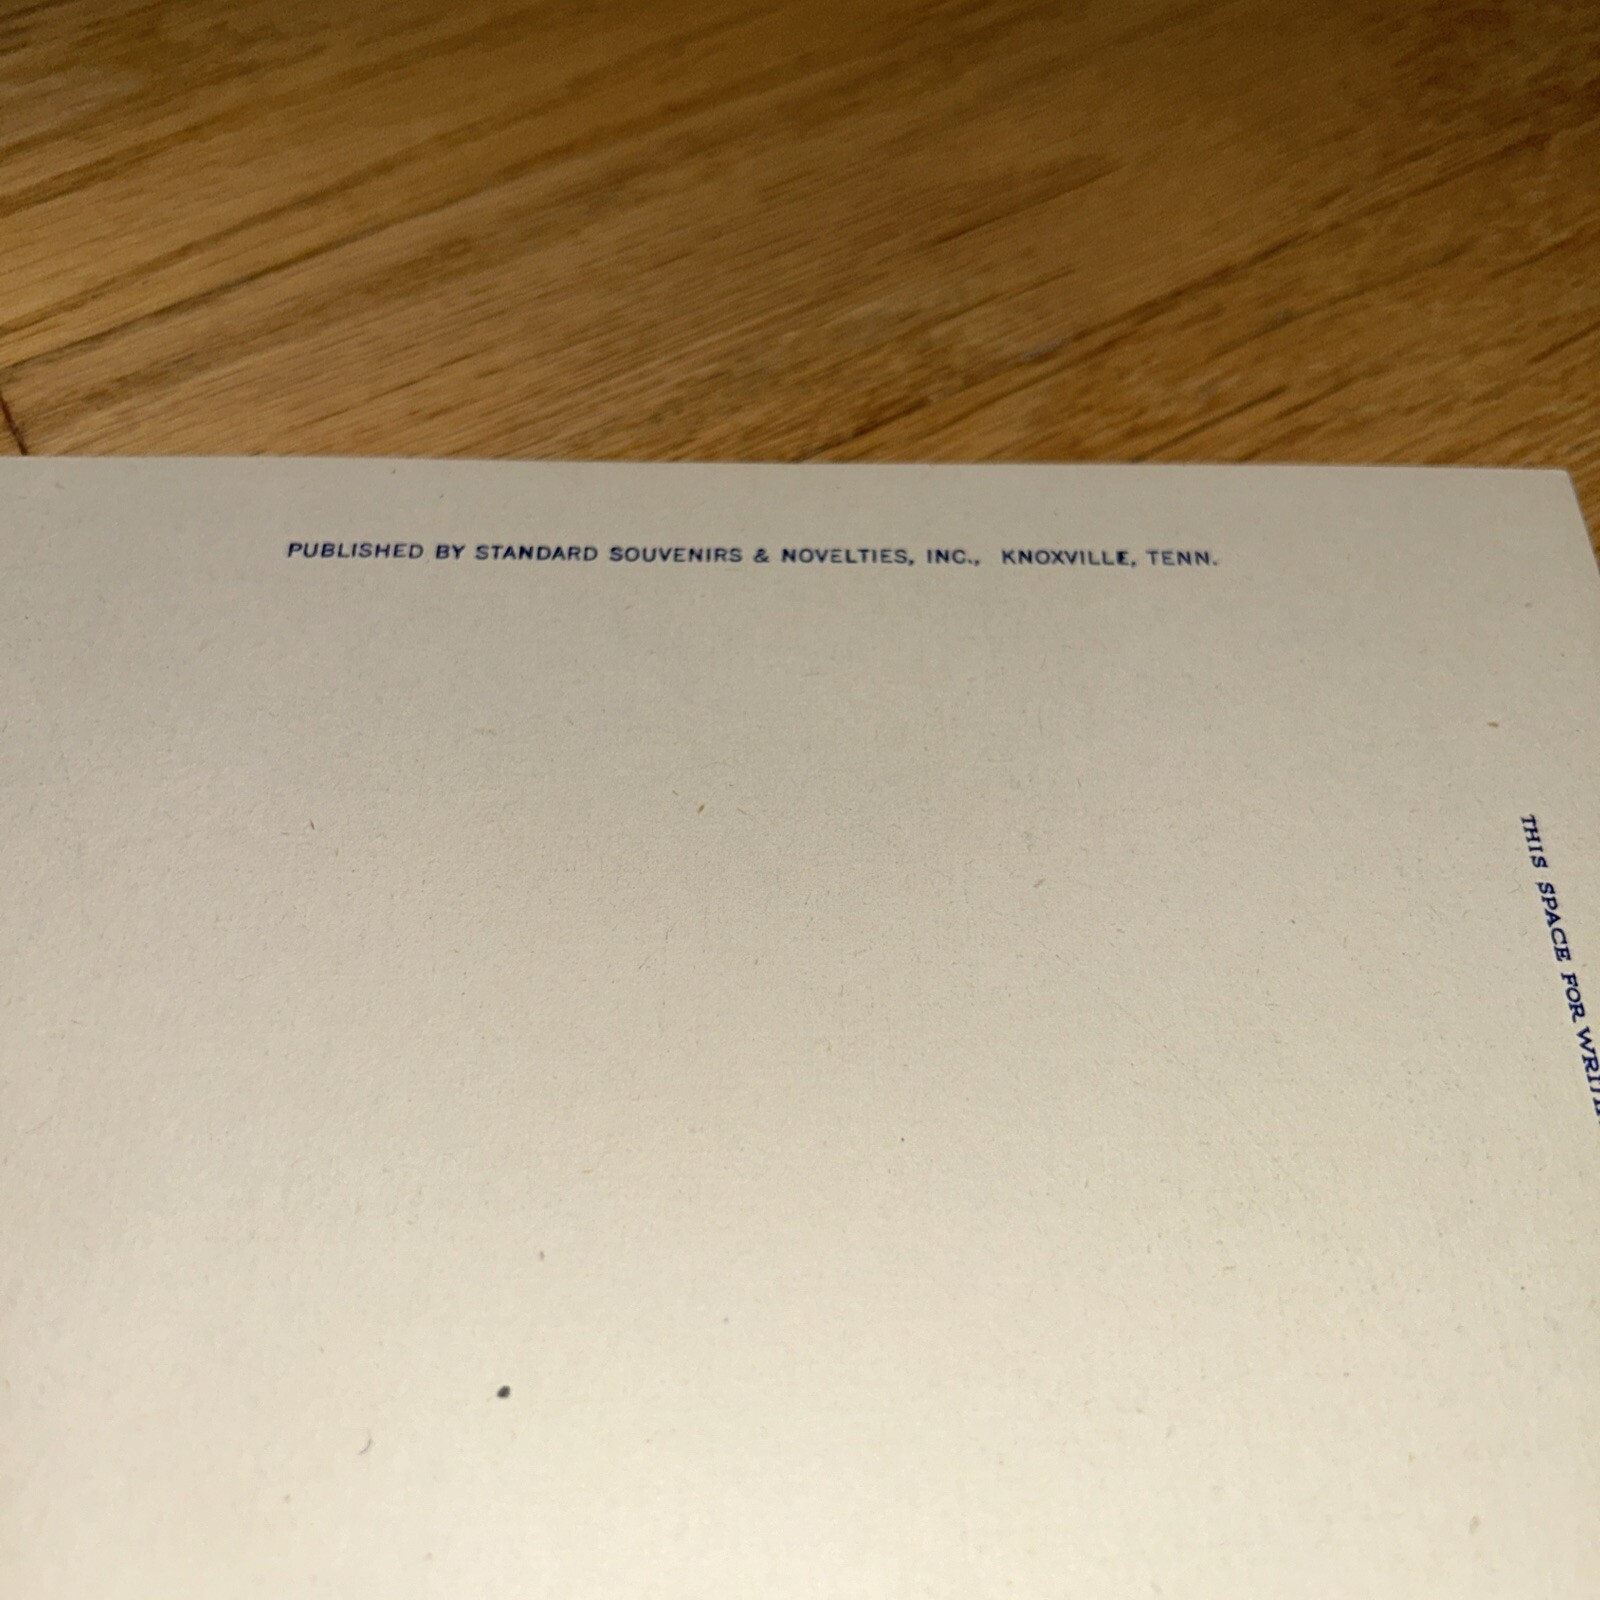 PUBLISHED BY STANDARD SOUVENIRS & NOVELTIES, INC., KNOXVILLE, TENN.
THIS SPACE FOR